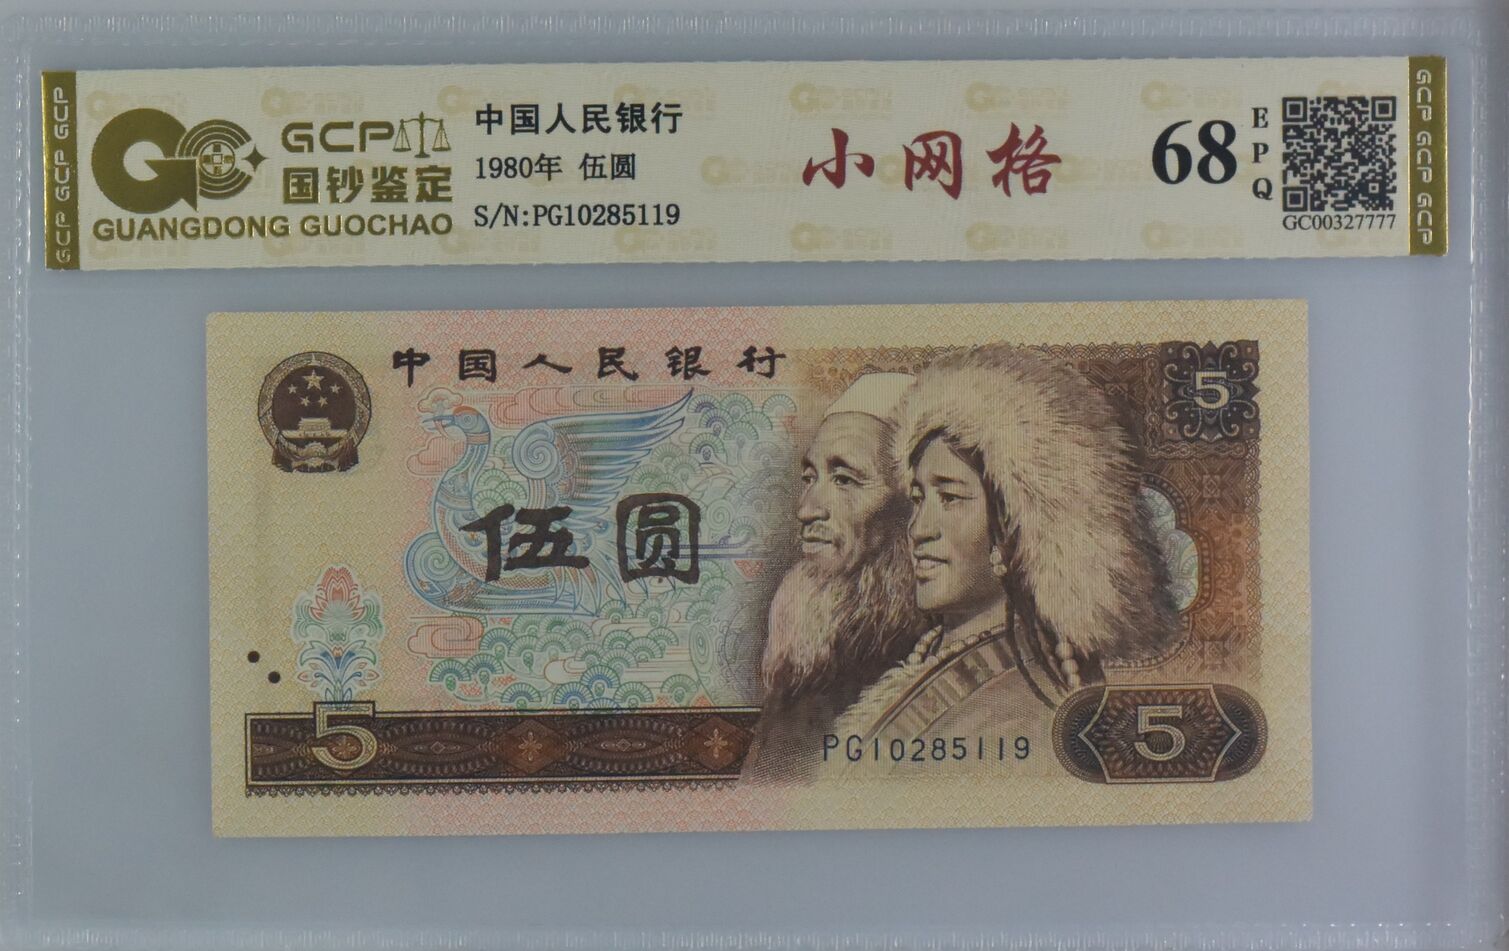 GCP GCP GCP
GCP
国钞鉴定
GUANGDONG GUOCHAO
中国人民银行
1980年 伍圆
S/N:PG10285119
小网格
68
EPQ
GC00327777
GCP GCP GCP
中国人民银行
5
伍圆
5
PG10285119
5